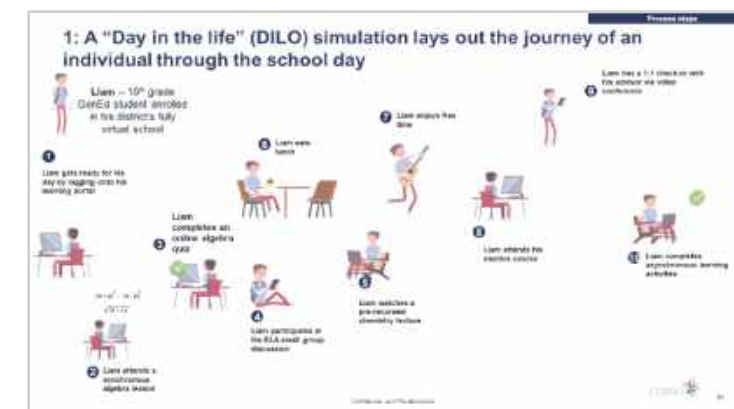 Process steps
1: A “Day in the life” (DILO) simulation lays out the journey of an
individual through the school day
Liam – 10th grade
GenEd student enrolled
in his district's fully
virtual school
1
Liam gets ready for his
day by logging onto his
learning portal
2
Liam attends a
synchronous
algebra lesson
3
Liam
completes an
online algebra
quiz
4
Liam participates in
his ELA small group
discussion
5
Liam watches a
pre-recorded
chemistry lecture
6
Liam eats
lunch
7
Liam enjoys free
time
8
Liam attends his
elective course
Liam has a 1:1 check-in with
his advisor via video
conference
10
Liam completes
asynchronous learning
activities